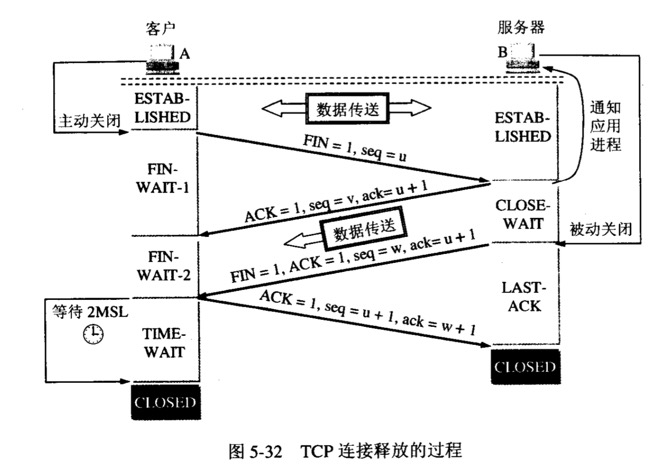 客户
服务器
A
B
ESTAB-
LISHED
数据传送
ESTAB-
LISHED
通知
应用
进程
主动关闭
FIN = 1, seq = u
FIN-
WAIT-1
ACK = 1, seq = v, ack= u + 1
CLOSE-
WAIT
数据传送
被动关闭
FIN-
WAIT-2
FIN = 1, ACK = 1, seq = w, ack= u + 1
LAST-
ACK
等待 2MSL
ACK = 1, seq = u + 1, ack = w + 1
TIME-
WAIT
CLOSED
CLOSED
图 5-32 TCP 连接释放的过程